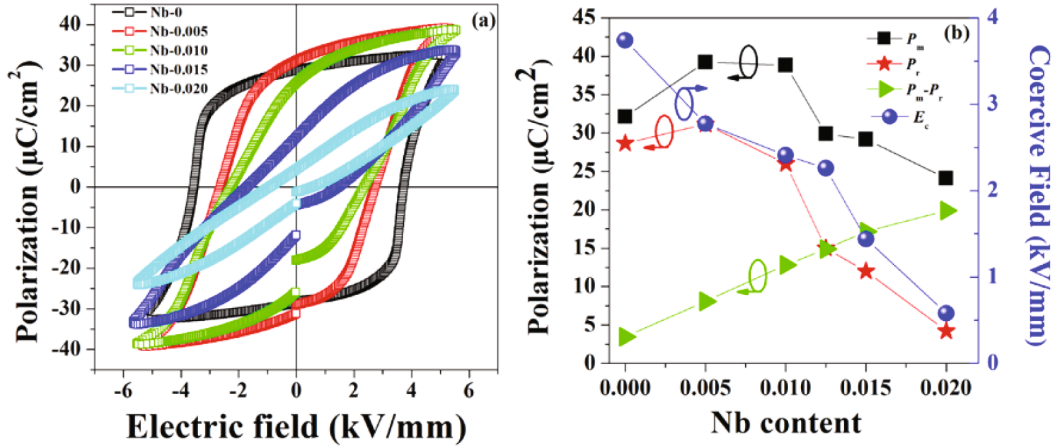 (a)
Nb-0
Nb-0.005
Nb-0.010
Nb-0.015
Nb-0.020
40
30
20
10
0
-10
-20
-30
-40
Polarization (µC/cm²)
-6 -4 -2 0 2 4 6
Electric field (kV/mm)
(b)
Pm
Pr
Pm-Pr
Ec
45
40
35
30
25
20
15
10
5
0
Polarization (µC/cm²)
4
3
2
1
0
Coercive Field (kV/mm)
0.000 0.005 0.010 0.015 0.020
Nb content